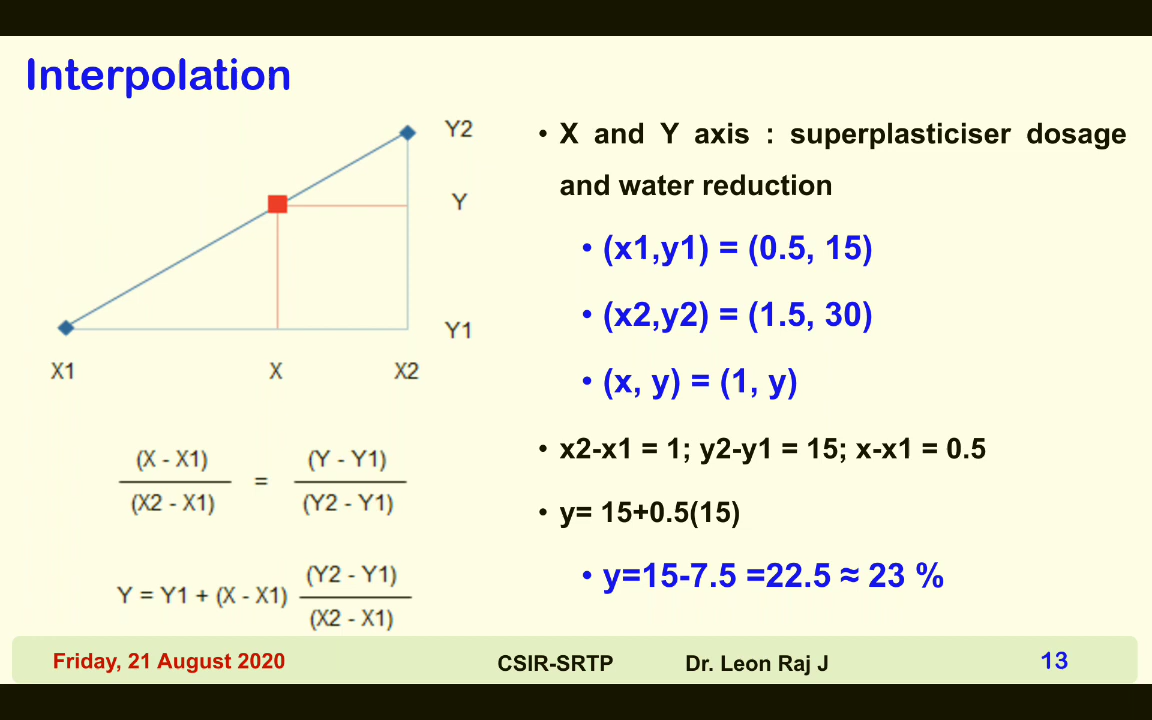 Interpolation
Y2
Y
Y1
X1 X X2
(X - X1) / (X2 - X1) = (Y - Y1) / (Y2 - Y1)
Y = Y1 + (X - X1) (Y2 - Y1) / (X2 - X1)
• X and Y axis : superplasticiser dosage
and water reduction
• (x1,y1) = (0.5, 15)
• (x2,y2) = (1.5, 30)
• (x, y) = (1, y)
• x2-x1 = 1; y2-y1 = 15; x-x1 = 0.5
• y= 15+0.5(15)
• y=15-7.5 =22.5 ≈ 23 %
Friday, 21 August 2020 CSIR-SRTP Dr. Leon Raj J 13